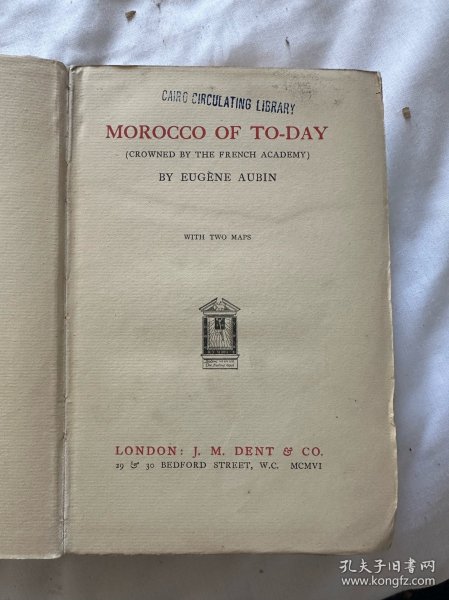 CAIRO CIRCULATING LIBRARY
MOROCCO OF TO-DAY
(CROWNED BY THE FRENCH ACADEMY)
BY EUGÈNE AUBIN
WITH TWO MAPS
LONDON: J. M. DENT & CO.
29 & 30 BEDFORD STREET, W.C. MCMVI
孔夫子旧书网
www.kongfz.com